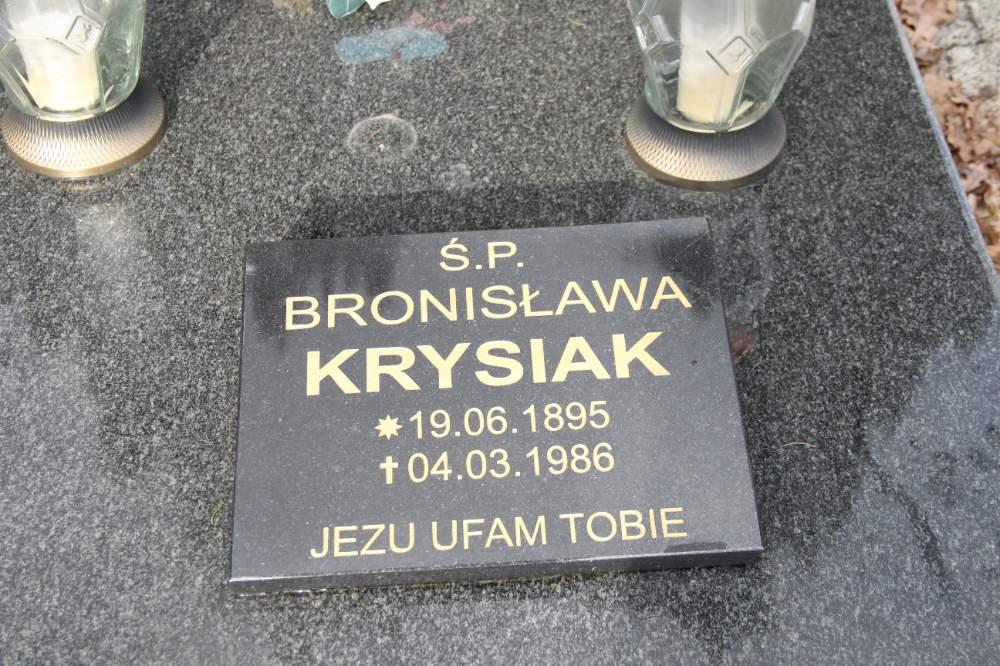 Ś.P.
BRONISŁAWA
KRYSIAK
✷19.06.1895
✝04.03.1986
JEZU UFAM TOBIE